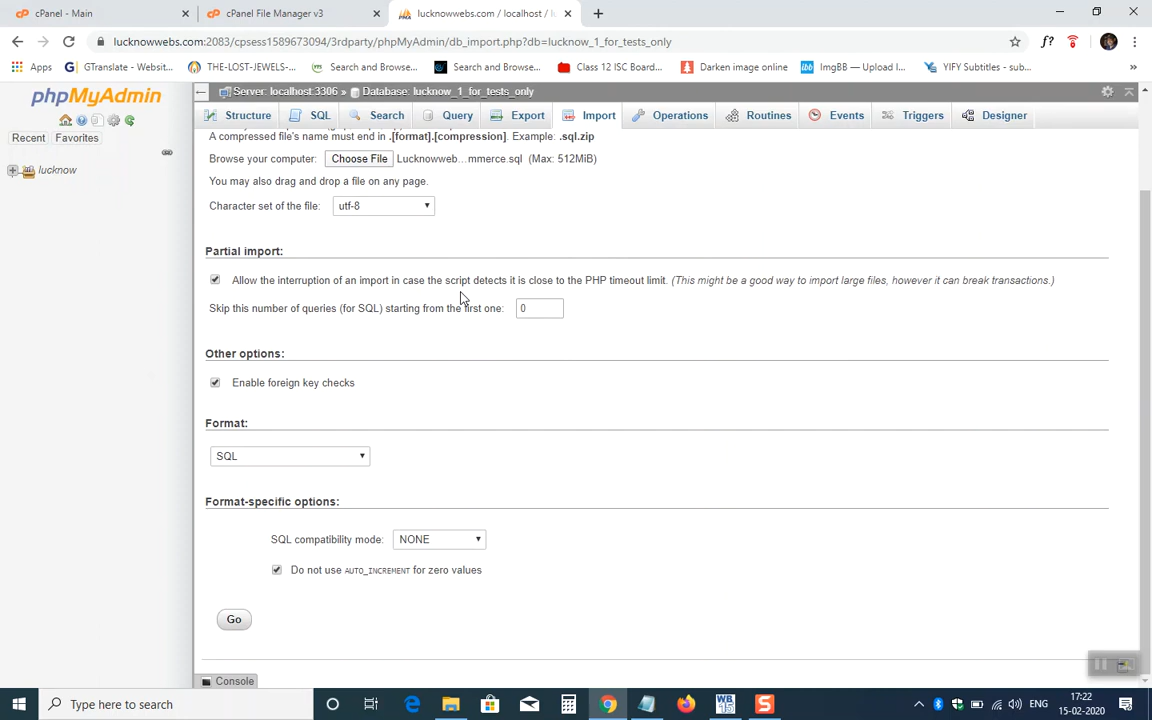 cPanel - Main
cPanel File Manager v3
lucknowwebs.com / localhost / lu
lucknowwebs.com:2083/cpsess1589673094/3rdparty/phpMyAdmin/db_import.php?db=lucknow_1_for_tests_only
Apps
GTranslate - Websit...
THE-LOST-JEWELS-...
Search and Browse...
Search and Browse...
Class 12 ISC Board...
Darken image online
ImgBB — Upload I...
YIFY Subtitles - sub...
phpMyAdmin
Recent
Favorites
lucknow
Server: localhost:3306 » Database: lucknow_1_for_tests_only
Structure
SQL
Search
Query
Export
Import
Operations
Routines
Events
Triggers
Designer
A compressed file's name must end in .[format].[compression]. Example: .sql.zip
Browse your computer: Choose File Lucknowweb...mmerce.sql (Max: 512MiB)
You may also drag and drop a file on any page.
Character set of the file: utf-8
Partial import:
Allow the interruption of an import in case the script detects it is close to the PHP timeout limit. (This might be a good way to import large files, however it can break transactions.)
Skip this number of queries (for SQL) starting from the first one: 0
Other options:
Enable foreign key checks
Format:
SQL
Format-specific options:
SQL compatibility mode: NONE
Do not use AUTO_INCREMENT for zero values
Go
Console
Type here to search
ENG
17:22
15-02-2020